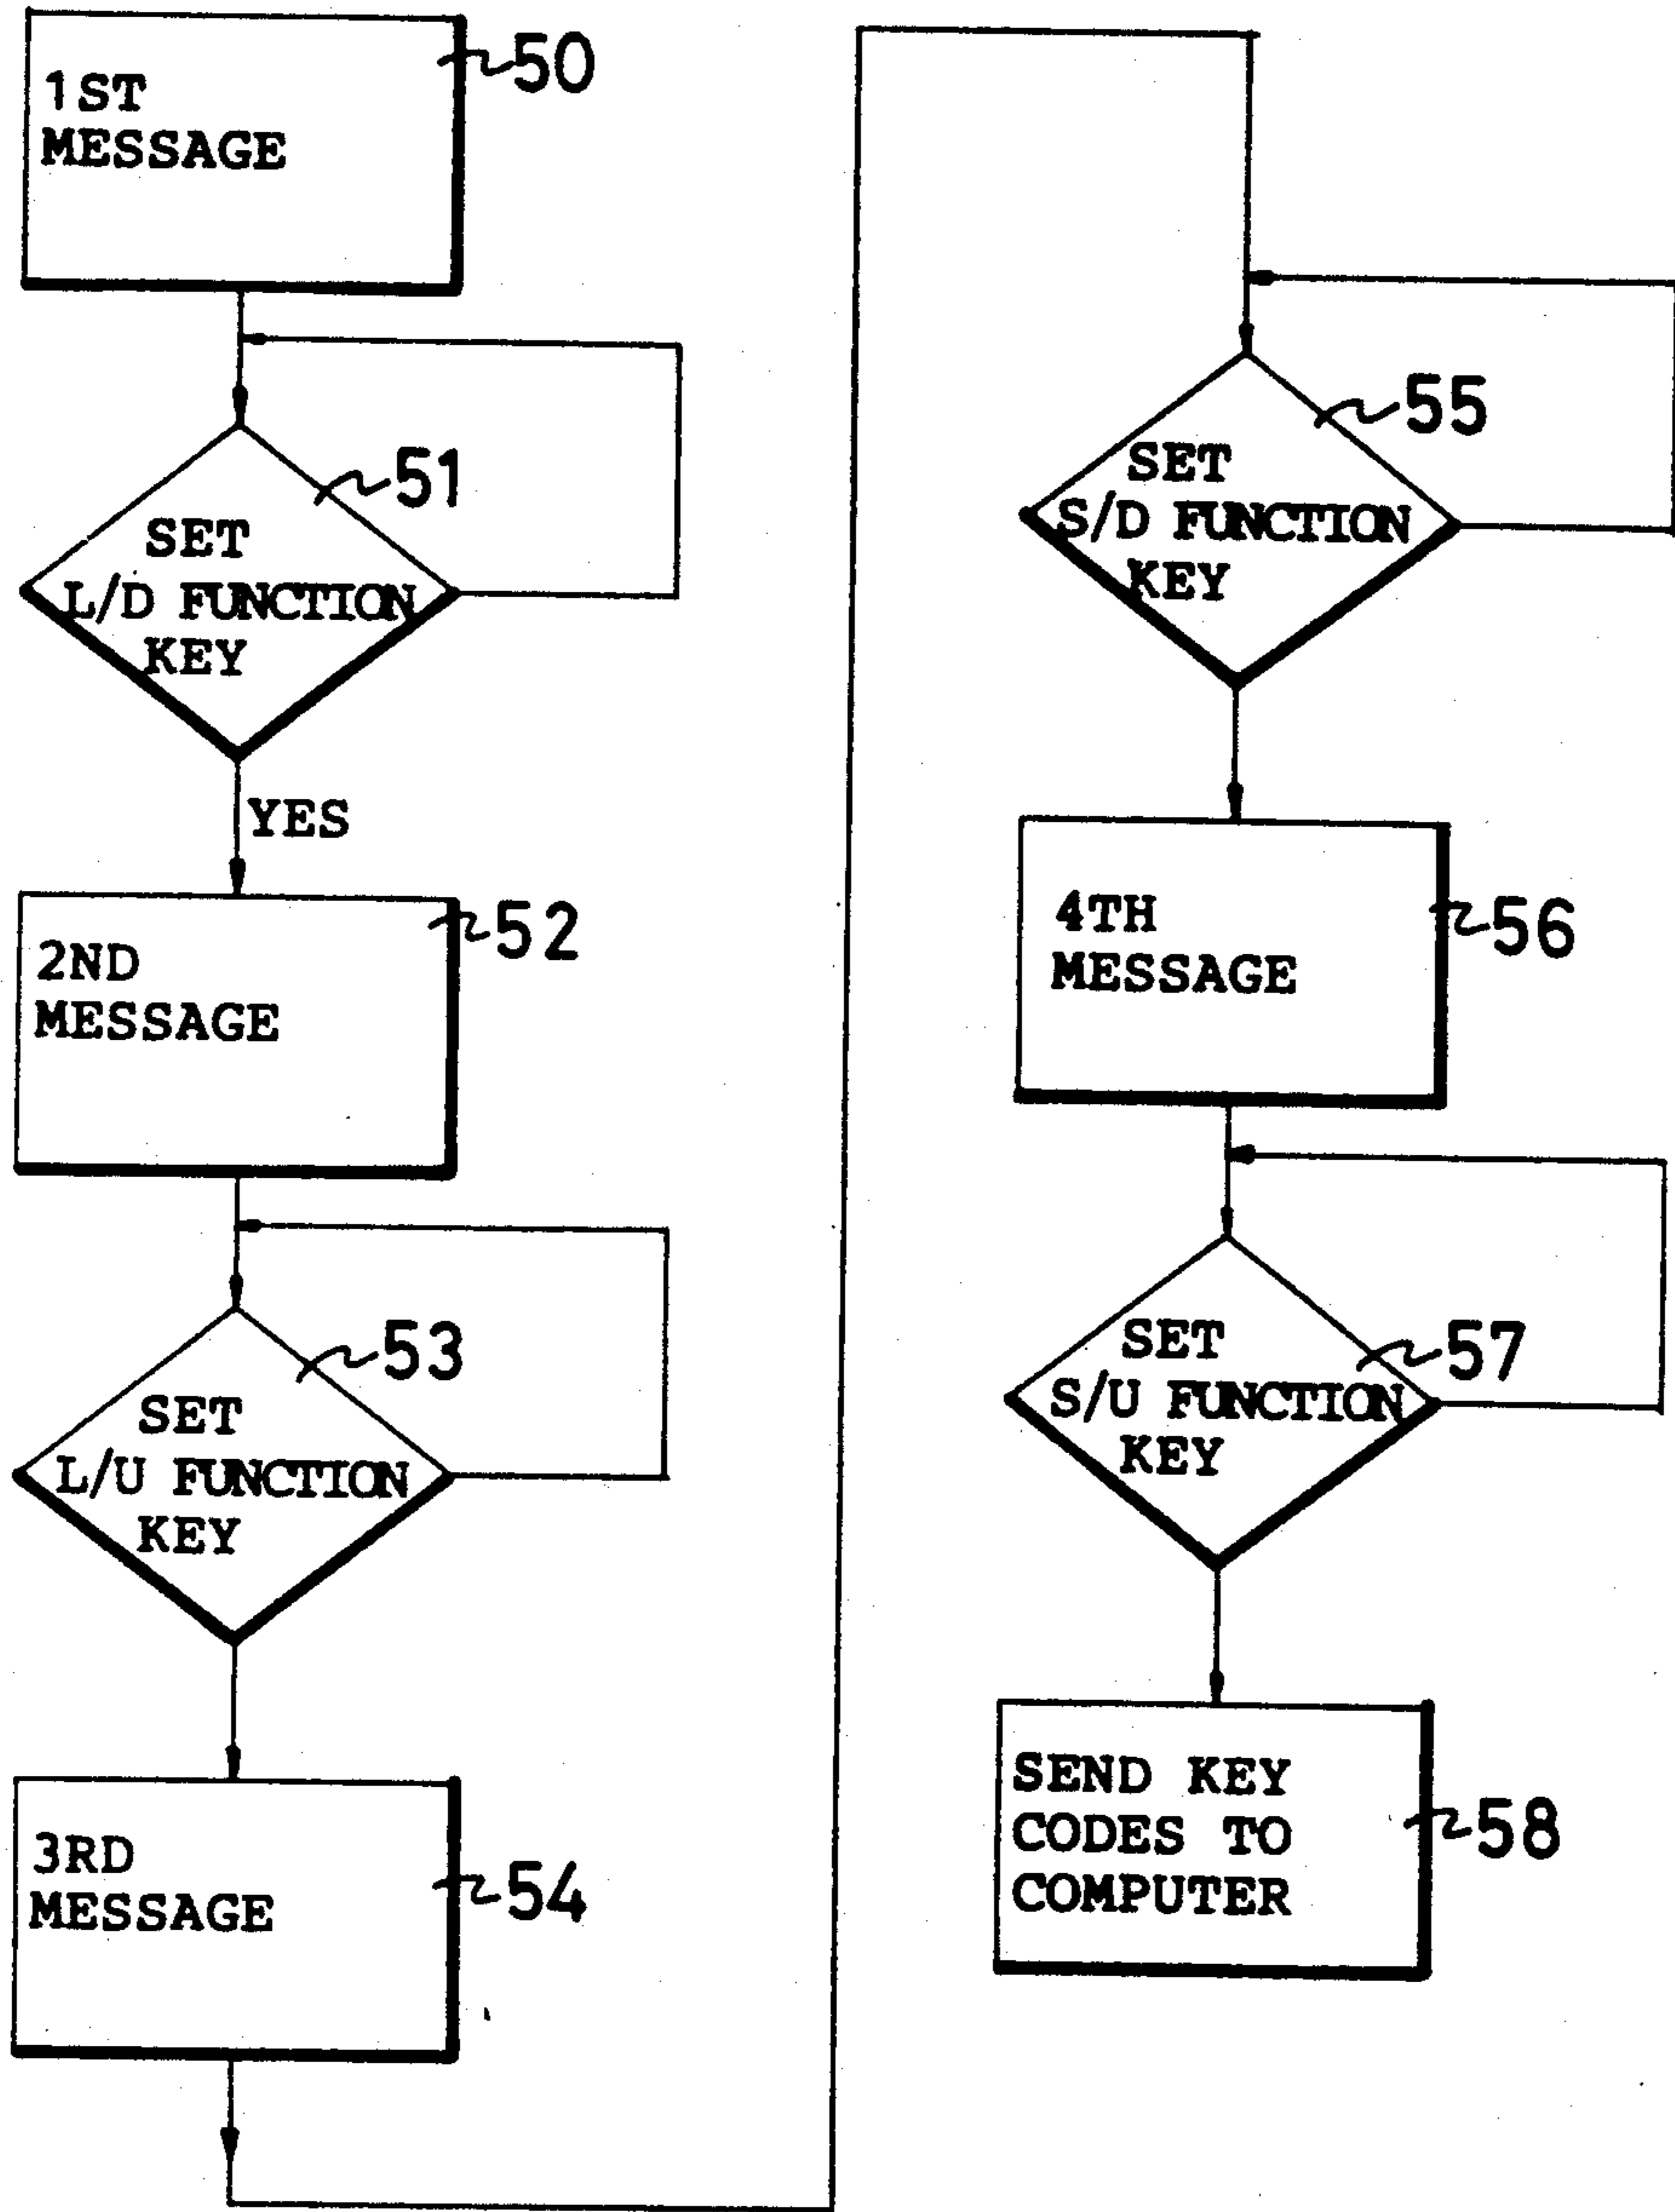 1ST
MESSAGE
50
51
SET
L/D FUNCTION
KEY
YES
2ND
MESSAGE
52
53
SET
L/U FUNCTION
KEY
3RD
MESSAGE
54
55
SET
S/D FUNCTION
KEY
4TH
MESSAGE
56
57
SET
S/U FUNCTION
KEY
SEND KEY
CODES TO
COMPUTER
58